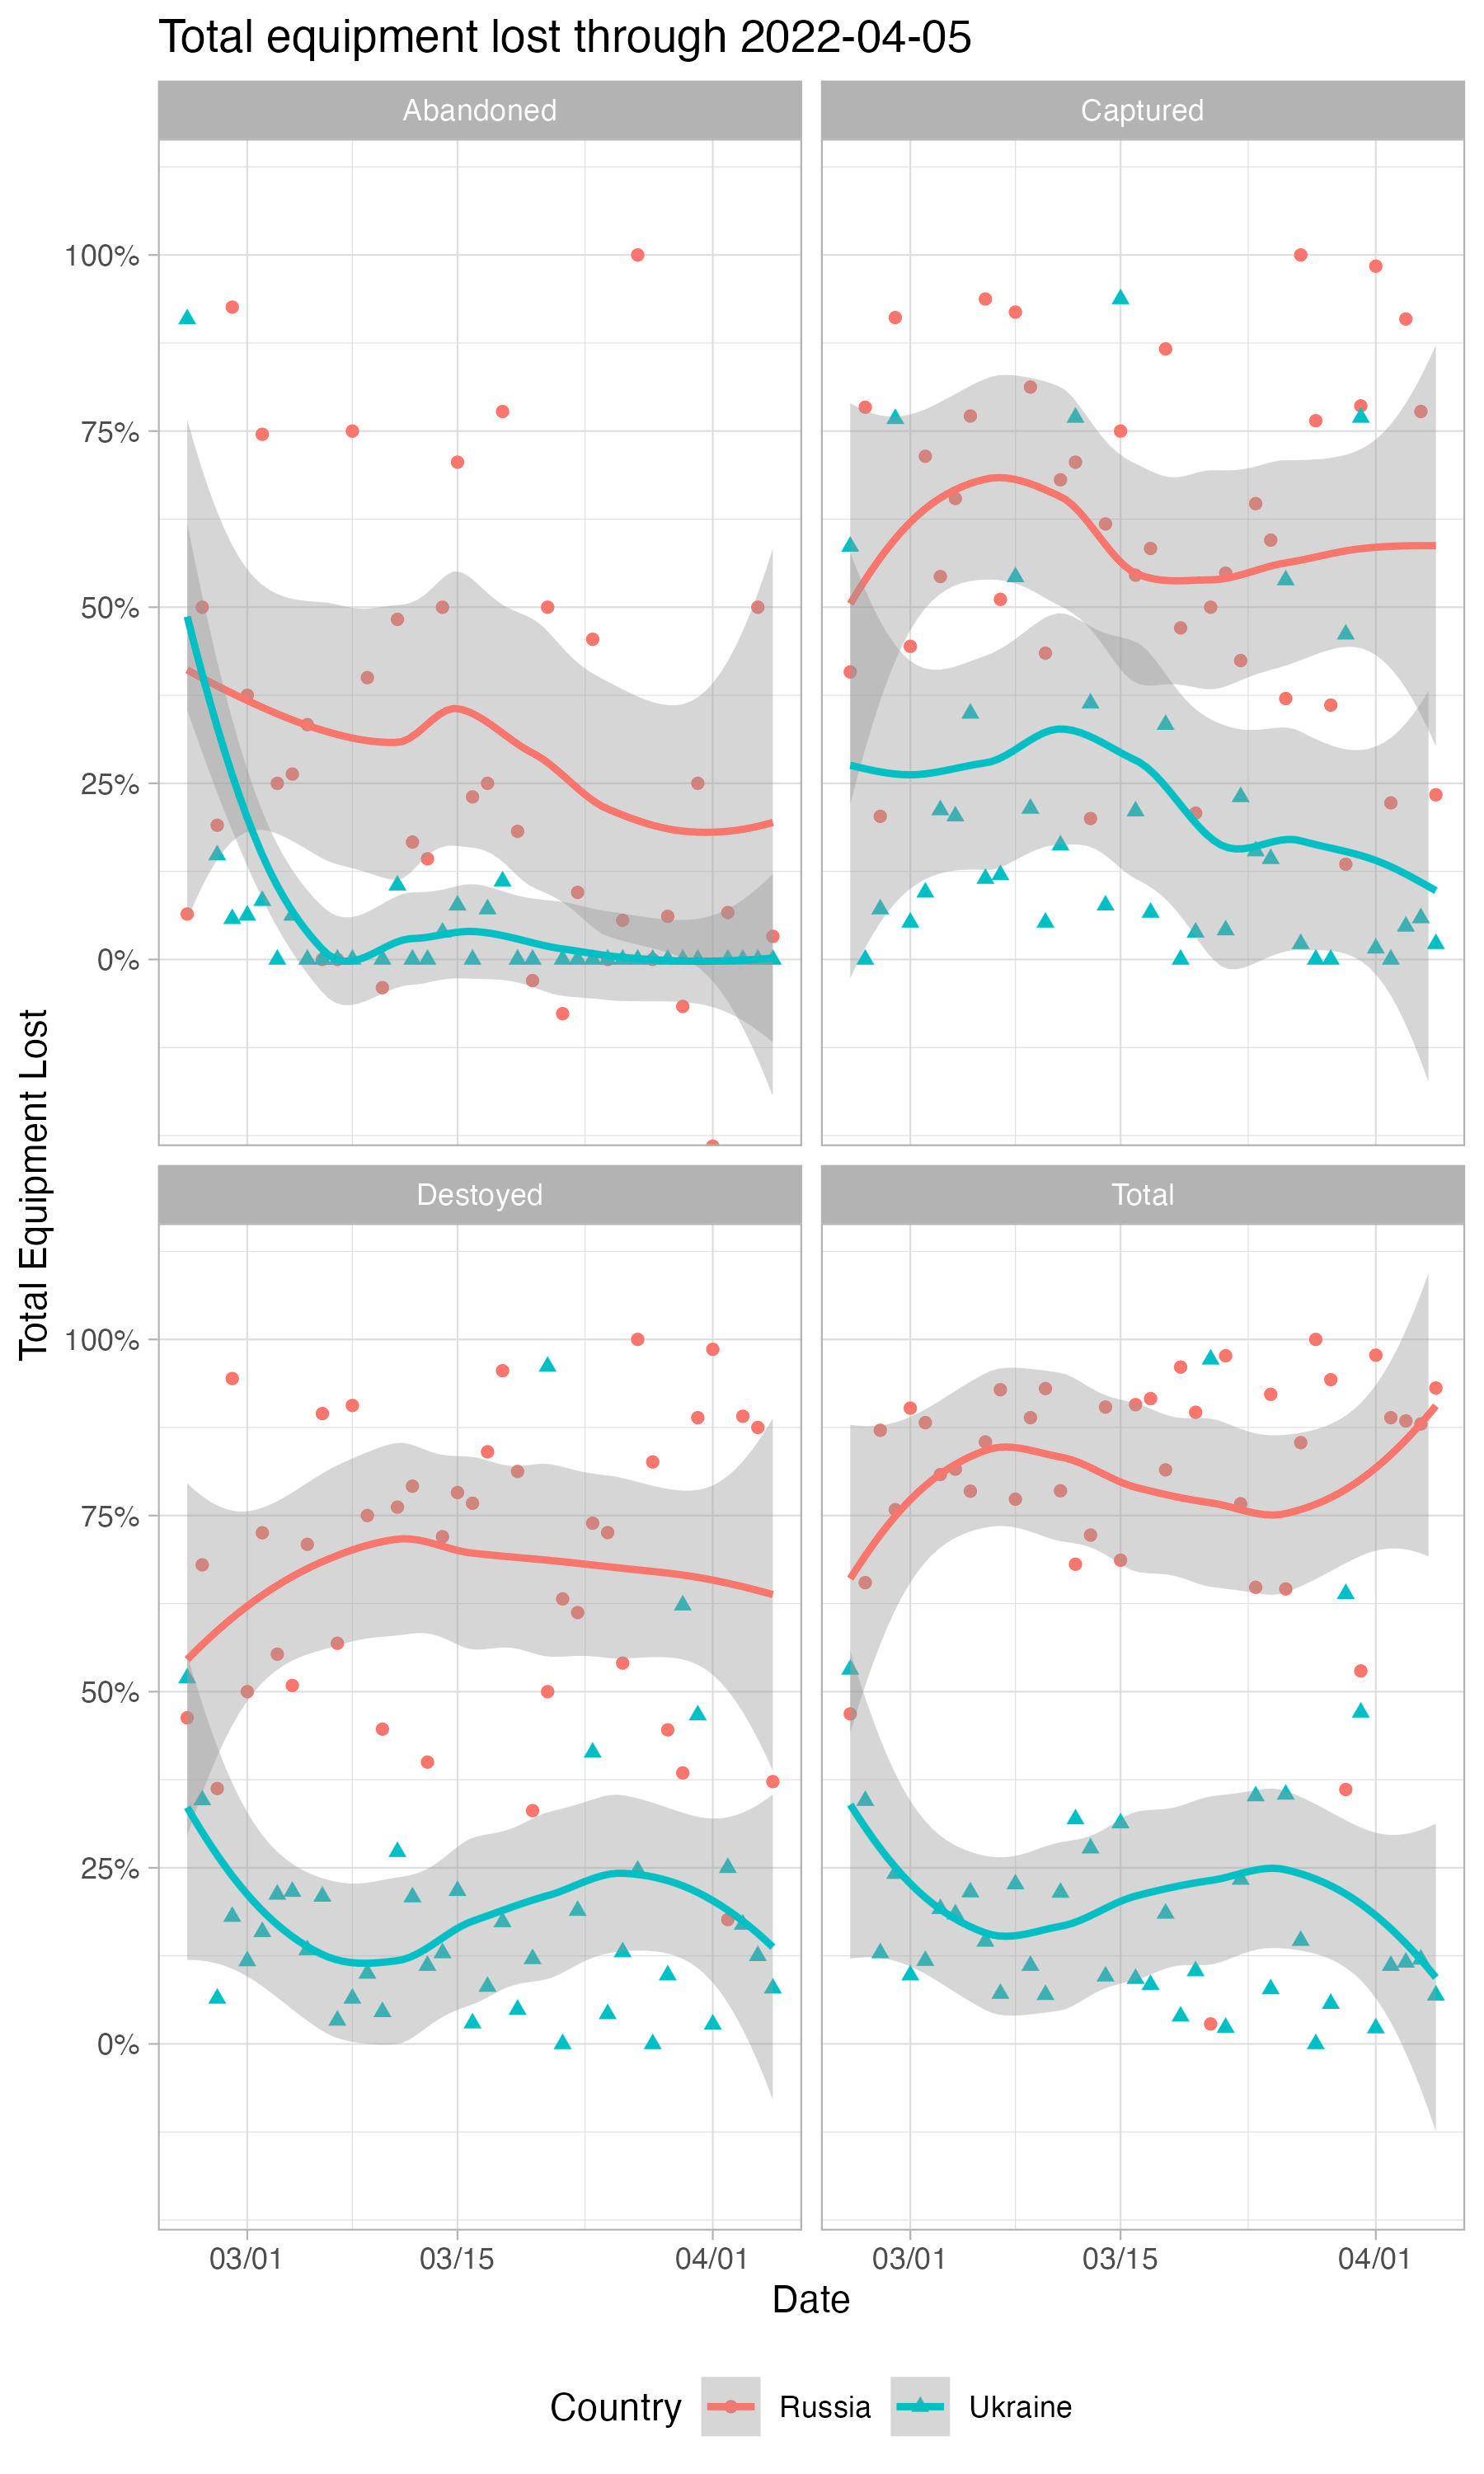 Total equipment lost through 2022-04-05
Abandoned
Captured
100%
75%
50%
25%
0%
Total Equipment Lost
Destoyed
Total
100%
75%
50%
25%
0%
03/01
03/15
04/01
03/01
03/15
04/01
Date
Country
Russia
Ukraine